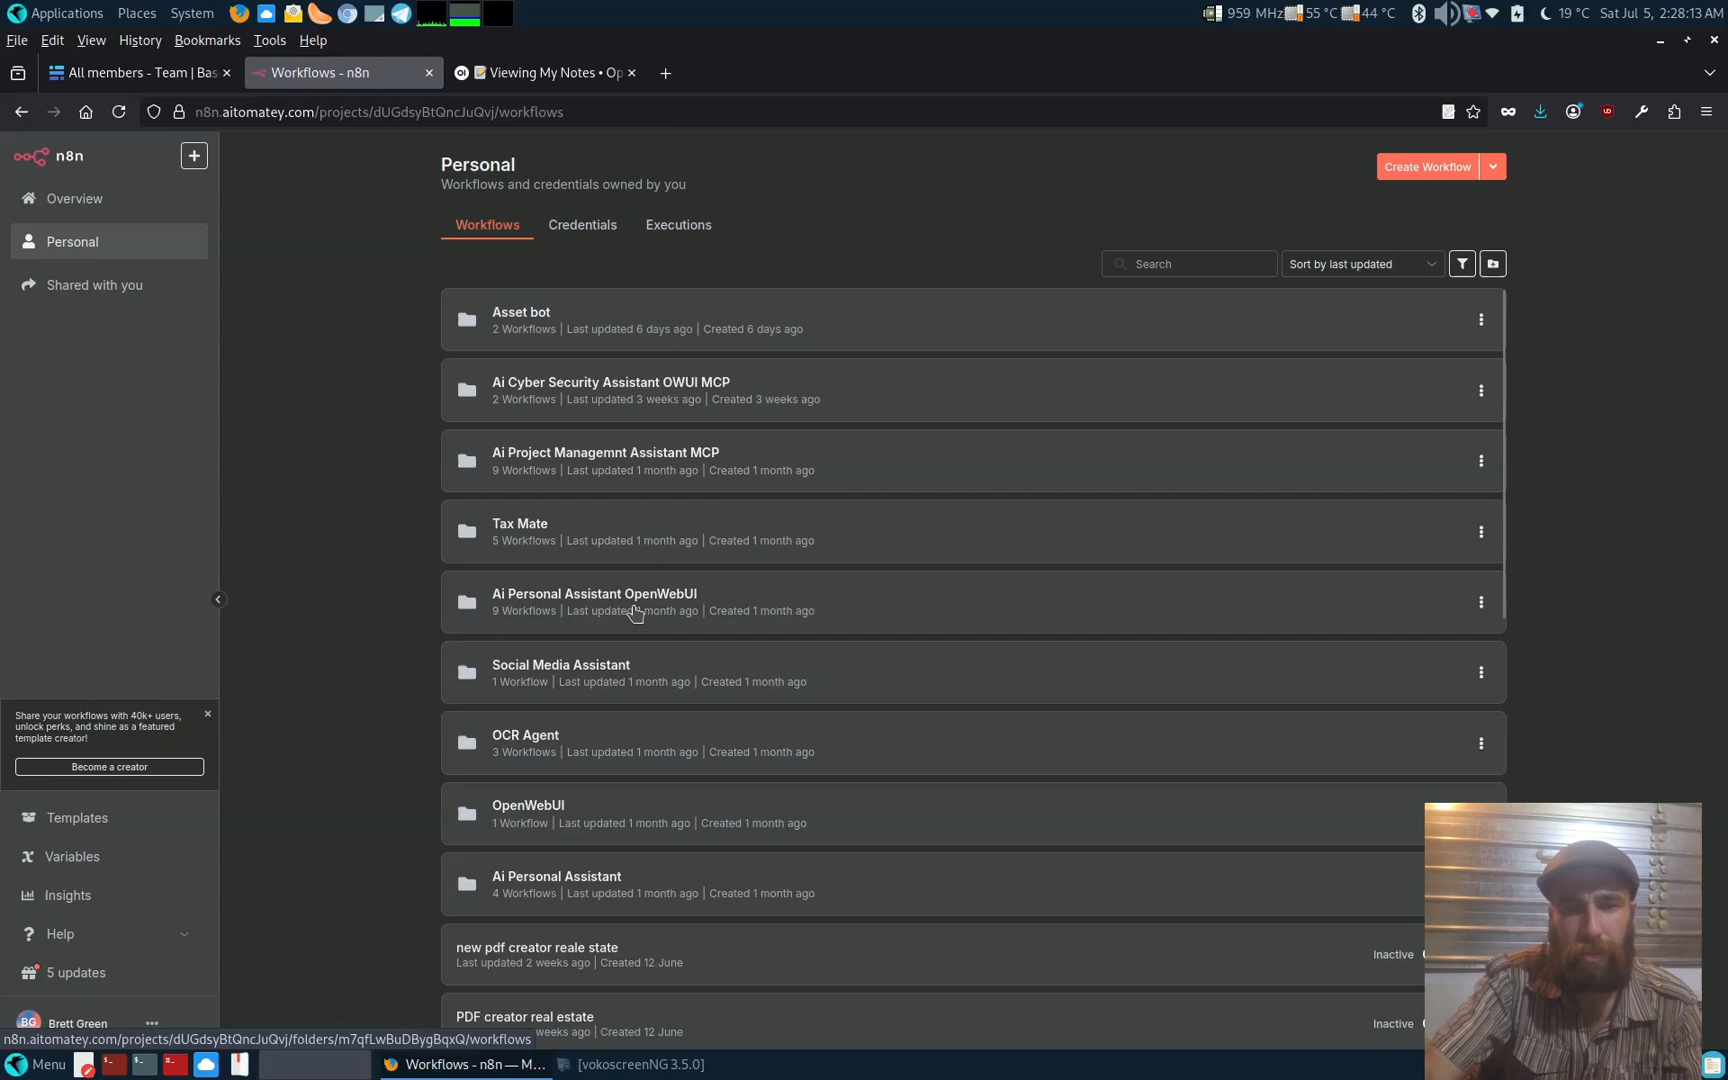 Applications Places System
959 MHz 55 °C 44 °C 19 °C Sat Jul 5, 2:28:13 AM
File Edit View History Bookmarks Tools Help
All members - Team | Bas
Workflows - n8n
Viewing My Notes • Op
n8n.aitomatey.com/projects/dUGdsyBtQncJuQvj/workflows
n8n
Overview
Personal
Shared with you
Personal
Workflows and credentials owned by you
Create Workflow
Workflows Credentials Executions
Search
Sort by last updated
Asset bot
2 Workflows | Last updated 6 days ago | Created 6 days ago
Ai Cyber Security Assistant OWUI MCP
2 Workflows | Last updated 3 weeks ago | Created 3 weeks ago
Ai Project Managemnt Assistant MCP
9 Workflows | Last updated 1 month ago | Created 1 month ago
Tax Mate
5 Workflows | Last updated 1 month ago | Created 1 month ago
Ai Personal Assistant OpenWebUI
9 Workflows | Last updated 1 month ago | Created 1 month ago
Social Media Assistant
1 Workflow | Last updated 1 month ago | Created 1 month ago
OCR Agent
3 Workflows | Last updated 1 month ago | Created 1 month ago
OpenWebUI
1 Workflow | Last updated 1 month ago | Created 1 month ago
Ai Personal Assistant
4 Workflows | Last updated 1 month ago | Created 1 month ago
new pdf creator reale state
Last updated 2 weeks ago | Created 12 June
Inactive
PDF creator real estate
weeks ago | Created 12 June
Inactive
Share your workflows with 40k+ users,
unlock perks, and shine as a featured
template creator!
Become a creator
Templates
Variables
Insights
Help
5 updates
BG Brett Green
n8n.aitomatey.com/projects/dUGdsyBtQncJuQvj/folders/m7qfLwBuDBygBqxQ/workflows
Menu
Workflows - n8n — M...
[vokoscreenNG 3.5.0]